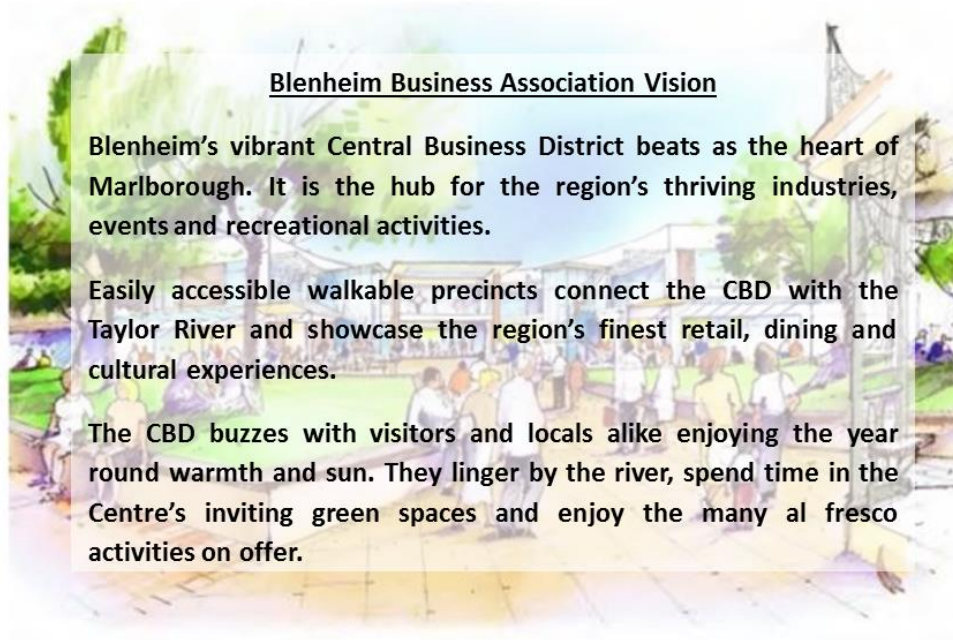 Blenheim Business Association Vision
Blenheim’s vibrant Central Business District beats as the heart of
Marlborough. It is the hub for the region’s thriving industries,
events and recreational activities.
Easily accessible walkable precincts connect the CBD with the
Taylor River and showcase the region’s finest retail, dining and
cultural experiences.
The CBD buzzes with visitors and locals alike enjoying the year
round warmth and sun. They linger by the river, spend time in the
Centre’s inviting green spaces and enjoy the many al fresco
activities on offer.